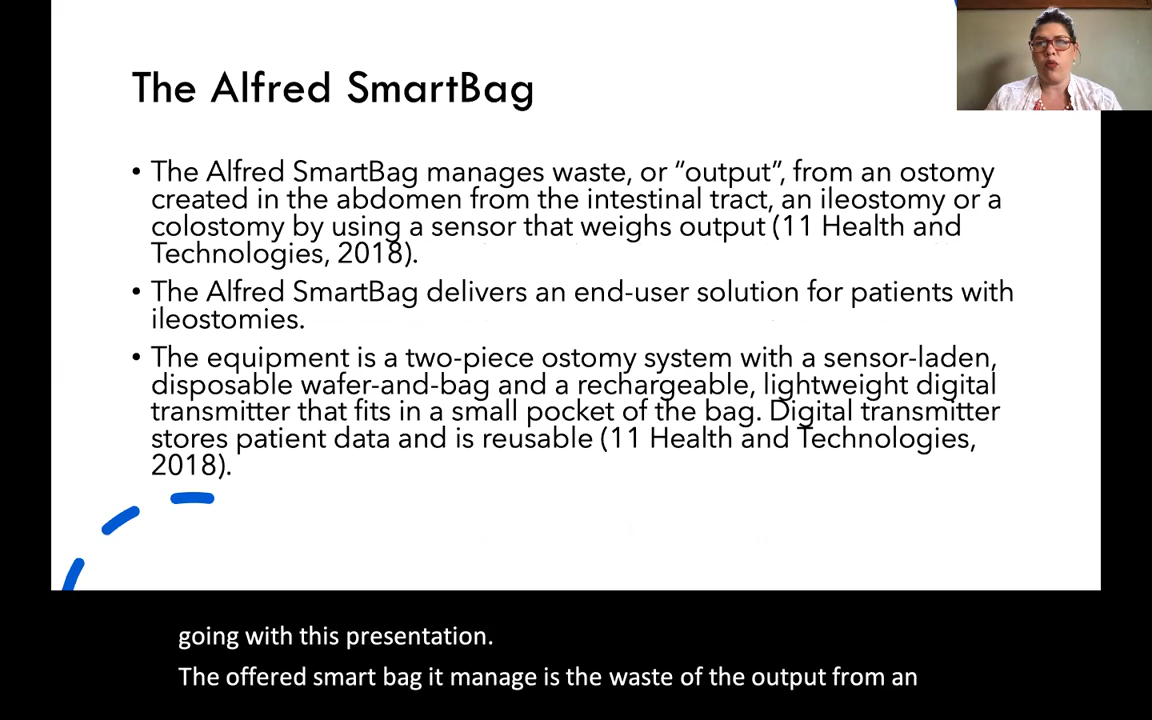 The Alfred SmartBag
• The Alfred SmartBag manages waste, or “output”, from an ostomy
created in the abdomen from the intestinal tract, an ileostomy or a
colostomy by using a sensor that weighs output (11 Health and
Technologies, 2018).
• The Alfred SmartBag delivers an end-user solution for patients with
ileostomies.
• The equipment is a two-piece ostomy system with a sensor-laden,
disposable wafer-and-bag and a rechargeable, lightweight digital
transmitter that fits in a small pocket of the bag. Digital transmitter
stores patient data and is reusable (11 Health and Technologies,
2018).
going with this presentation.
The offered smart bag it manage is the waste of the output from an